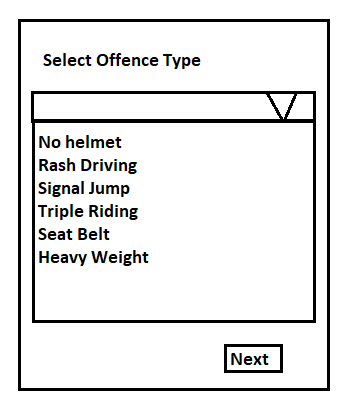 Select Offence Type
No helmet
Rash Driving
Signal Jump
Triple Riding
Seat Belt
Heavy Weight
Next